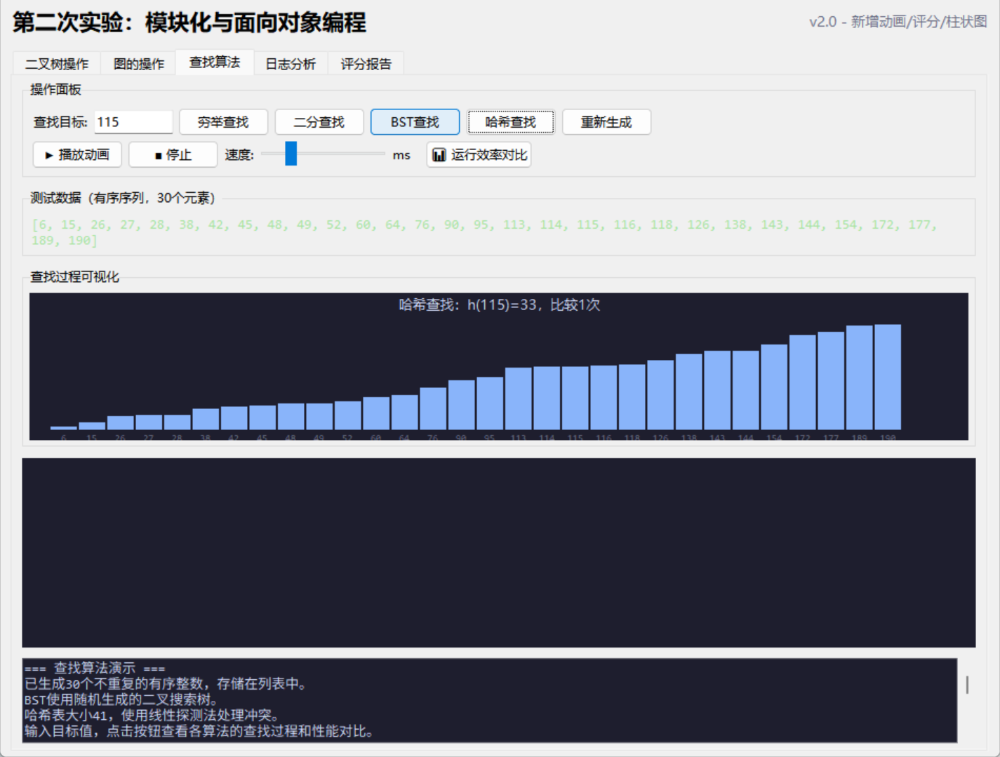 第二次实验：模块化与面向对象编程
v2.0 - 新增动画/评分/柱状图
二叉树操作 图的操作 查找算法 日志分析 评分报告
操作面板
查找目标: 115 穷举查找 二分查找 BST查找 哈希查找 重新生成
▶ 播放动画 ■ 停止 速度: ms 运行效率对比
测试数据（有序序列，30个元素）
[6, 15, 26, 27, 28, 38, 42, 45, 48, 49, 52, 60, 64, 76, 90, 95, 113, 114, 115, 116, 118, 126, 138, 143, 144, 154, 172, 177,
189, 190]
查找过程可视化
哈希查找：h(115)=33，比较1次
6 15 26 27 28 38 42 45 48 49 52 60 64 76 90 95 113 114 115 116 118 126 138 143 144 154 172 177 189 190
=== 查找算法演示 ===
已生成30个不重复的有序整数，存储在列表中。
BST使用随机生成的二叉搜索树。
哈希表大小41，使用线性探测法处理冲突。
输入目标值，点击按钮查看各算法的查找过程和性能对比。